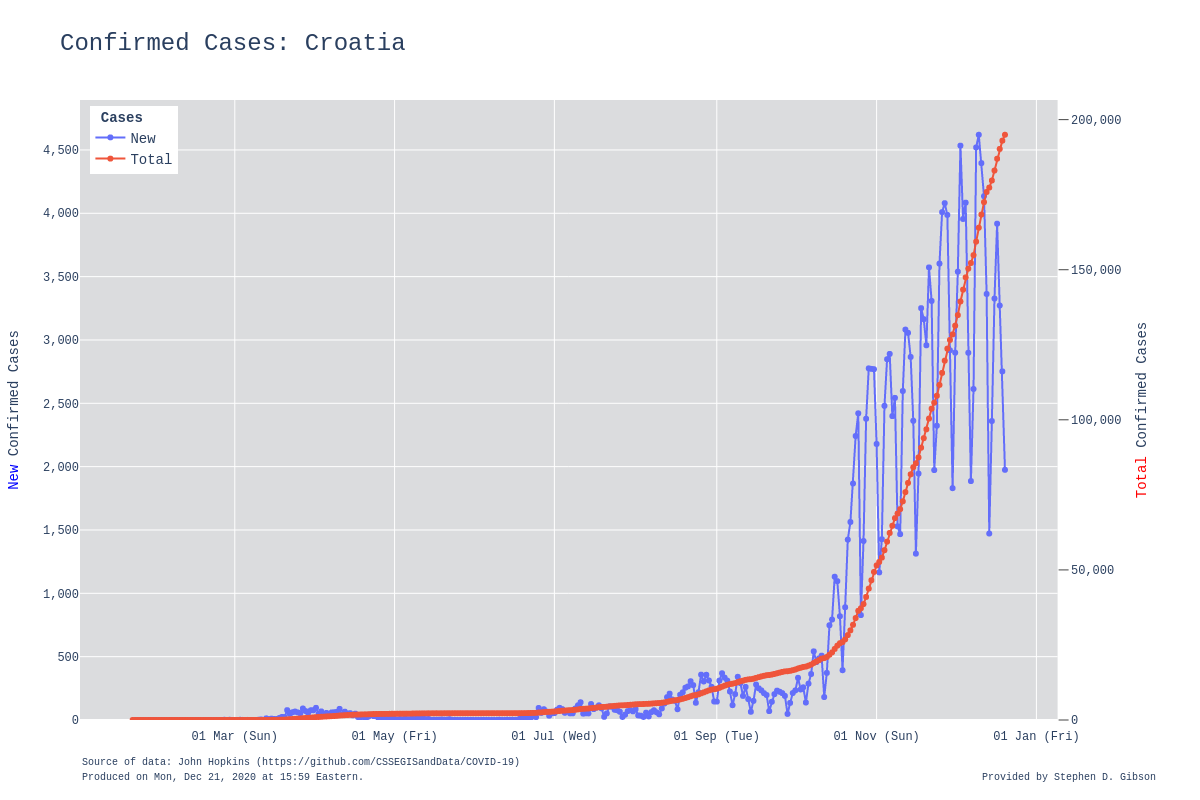 Confirmed Cases: Croatia
Cases
New
Total
4,500
4,000
3,500
3,000
2,500
2,000
1,500
1,000
500
0
New Confirmed Cases
200,000
150,000
100,000
50,000
0
Total Confirmed Cases
01 Mar (Sun)
01 May (Fri)
01 Jul (Wed)
01 Sep (Tue)
01 Nov (Sun)
01 Jan (Fri)
Source of data: John Hopkins (https://github.com/CSSEGISandData/COVID-19)
Produced on Mon, Dec 21, 2020 at 15:59 Eastern.
Provided by Stephen D. Gibson